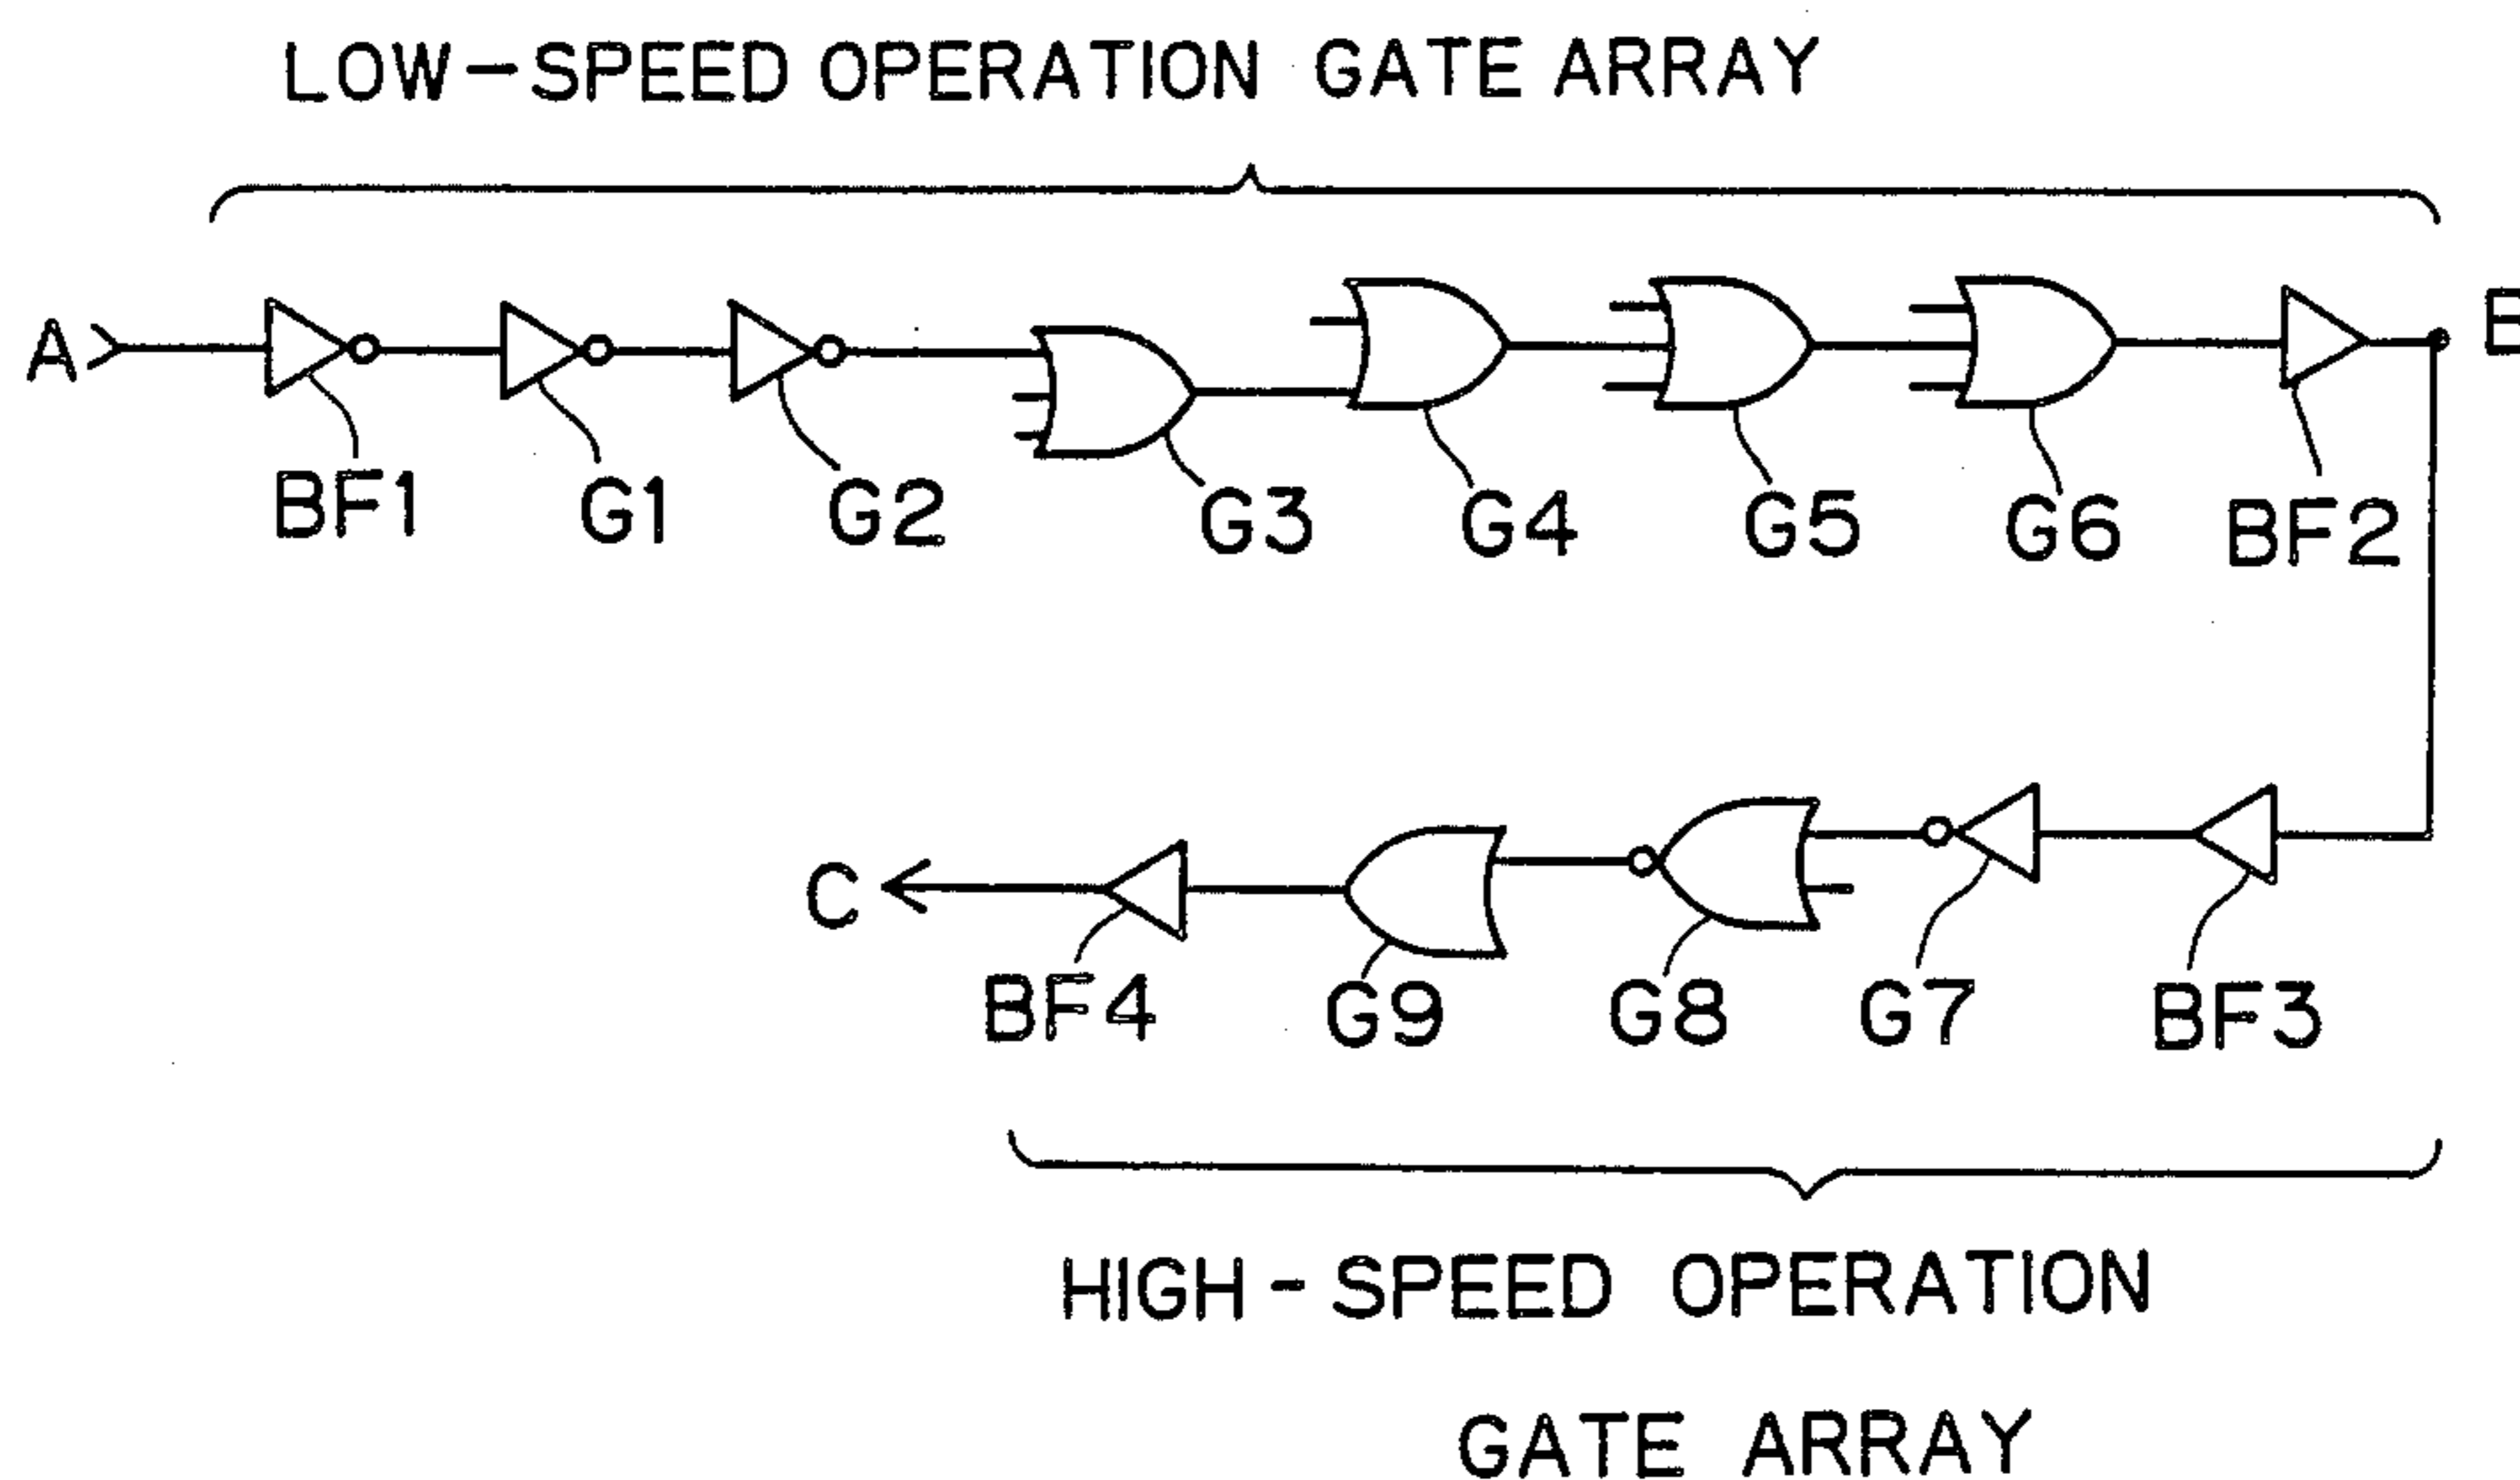 LOW-SPEED OPERATION GATE ARRAY
A
B
BF1 G1 G2 G3 G4 G5 G6 BF2
C
BF4 G9 G8 G7 BF3
HIGH-SPEED OPERATION
GATE ARRAY